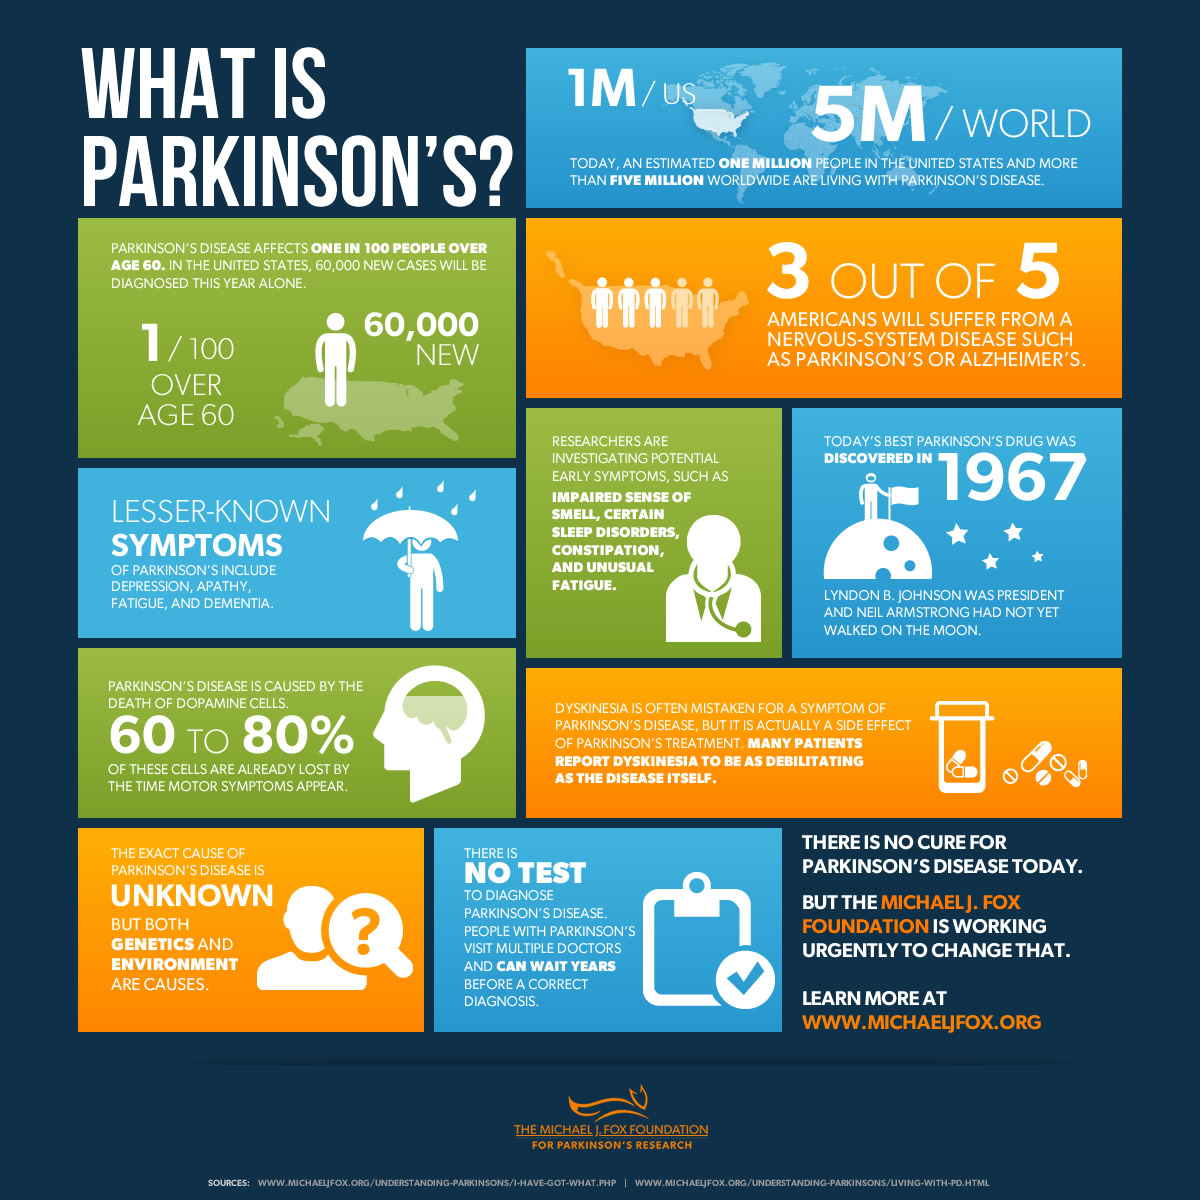 WHAT IS
PARKINSON'S?
1M / US
5M / WORLD
TODAY, AN ESTIMATED ONE MILLION PEOPLE IN THE UNITED STATES AND MORE
THAN FIVE MILLION WORLDWIDE ARE LIVING WITH PARKINSON'S DISEASE.
PARKINSON'S DISEASE AFFECTS ONE IN 100 PEOPLE OVER
AGE 60. IN THE UNITED STATES, 60,000 NEW CASES WILL BE
DIAGNOSED THIS YEAR ALONE.
1 / 100
OVER
AGE 60
60,000
NEW
3 OUT OF 5
AMERICANS WILL SUFFER FROM A
NERVOUS-SYSTEM DISEASE SUCH
AS PARKINSON'S OR ALZHEIMER'S.
LESSER-KNOWN
SYMPTOMS
OF PARKINSON'S INCLUDE
DEPRESSION, APATHY,
FATIGUE, AND DEMENTIA.
RESEARCHERS ARE
INVESTIGATING POTENTIAL
EARLY SYMPTOMS, SUCH AS
IMPAIRED SENSE OF
SMELL, CERTAIN
SLEEP DISORDERS,
CONSTIPATION,
AND UNUSUAL
FATIGUE.
TODAY'S BEST PARKINSON'S DRUG WAS
DISCOVERED IN 1967
LYNDON B. JOHNSON WAS PRESIDENT
AND NEIL ARMSTRONG HAD NOT YET
WALKED ON THE MOON.
PARKINSON'S DISEASE IS CAUSED BY THE
DEATH OF DOPAMINE CELLS.
60 TO 80%
OF THESE CELLS ARE ALREADY LOST BY
THE TIME MOTOR SYMPTOMS APPEAR.
DYSKINESIA IS OFTEN MISTAKEN FOR A SYMPTOM OF
PARKINSON'S DISEASE, BUT IT IS ACTUALLY A SIDE EFFECT
OF PARKINSON'S TREATMENT. MANY PATIENTS
REPORT DYSKINESIA TO BE AS DEBILITATING
AS THE DISEASE ITSELF.
THE EXACT CAUSE OF
PARKINSON'S DISEASE IS
UNKNOWN
BUT BOTH
GENETICS AND
ENVIRONMENT
ARE CAUSES.
?
THERE IS
NO TEST
TO DIAGNOSE
PARKINSON'S DISEASE.
PEOPLE WITH PARKINSON'S
VISIT MULTIPLE DOCTORS
AND CAN WAIT YEARS
BEFORE A CORRECT
DIAGNOSIS.
THERE IS NO CURE FOR
PARKINSON'S DISEASE TODAY.
BUT THE MICHAEL J. FOX
FOUNDATION IS WORKING
URGENTLY TO CHANGE THAT.
LEARN MORE AT
WWW.MICHAELJFOX.ORG
THE MICHAEL J. FOX FOUNDATION
FOR PARKINSON'S RESEARCH
SOURCES: WWW.MICHAELJFOX.ORG/UNDERSTANDING-PARKINSONS/I-HAVE-GOT-WHAT.PHP | WWW.MICHAELJFOX.ORG/UNDERSTANDING-PARKINSONS/LIVING-WITH-PD.HTML